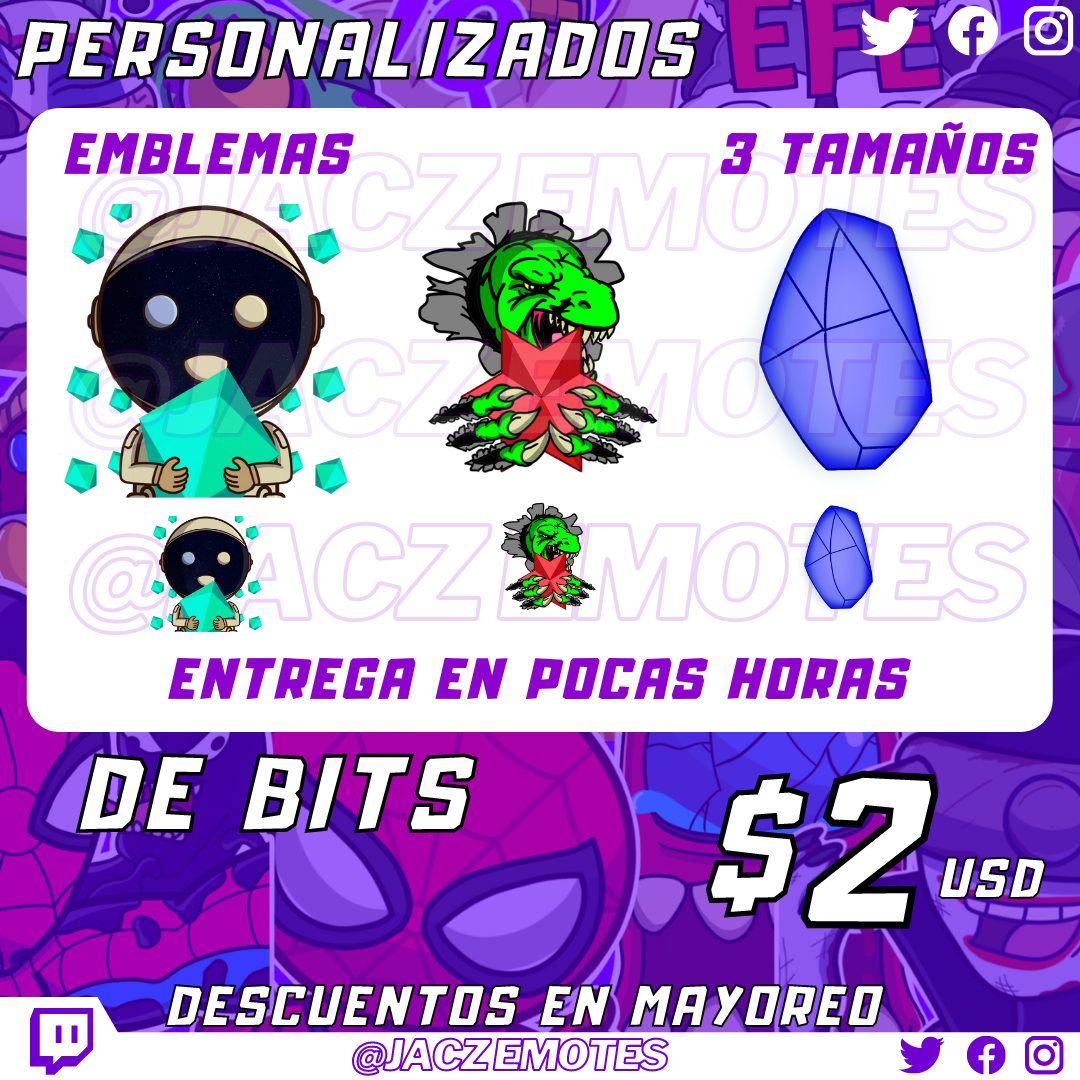 PERSONALIZADOS
EFE
EMBLEMAS
3 TAMAÑOS
@JACZEMOTES
@JACZEMOTES
@JACZEMOTES
ENTREGA EN POCAS HORAS
DE BITS
$2 USD
DESCUENTOS EN MAYOREO
@JACZEMOTES